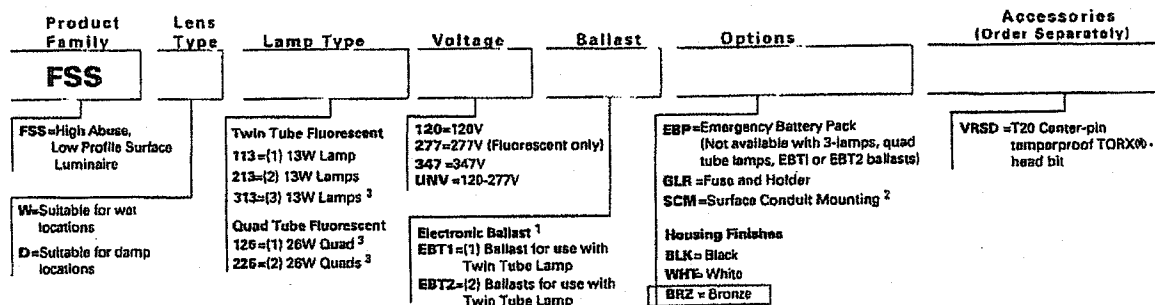 Product Family
Lens Type
Lamp Type
Voltage
Ballast
Options
Accessories
(Order Separately)
FSS
FSS=High Abuse,
Low Profile Surface
Luminaire
W=Suitable for wet
locations
D=Suitable for damp
locations
Twin Tube Fluorescent
113=(1) 13W Lamp
213=(2) 13W Lamps
313=(3) 13W Lamps 3
Quad Tube Fluorescent
126=(1) 26W Quad 3
226=(2) 26W Quads 3
120=120V
277=277V (Fluorescent only)
347=347V
UNV=120-277V
Electronic Ballast 1
EBT1=(1) Ballast for use with
Twin Tube Lamp
EBT2=(2) Ballasts for use with
Twin Tube Lamp
EBP=Emergency Battery Pack
(Not available with 3-lamps, quad
tube lamps, EBT1 or EBT2 ballasts)
GLR=Fuse and Holder
SCM=Surface Conduit Mounting 2
Housing Finishes
BLK=Black
WHT=White
BRZ = Bronze
VRSD =T20 Center-pin
tamperproof TORX®-
head bit